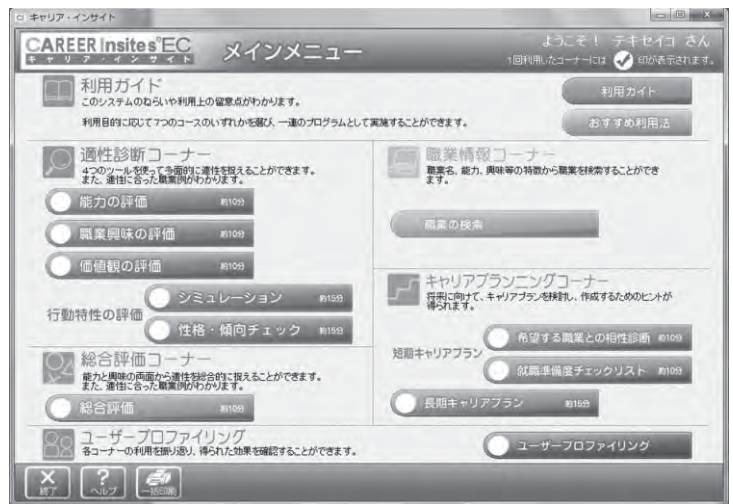 キャリア・インサイト
CAREER Insites®EC
キャリア・インサイト
メインメニュー
ようこそ！ テキセイコ さん
1回利用したコーナーには 印が表示されます。
利用ガイド
このシステムのねらいや利用上の留意点がわかります。
利用目的に応じて7つのコースのいずれかを選び、一連のプログラムとして実施することができます。
利用ガイド
おすすめ利用法
適性診断コーナー
4つのツールを使って多面的に適性を捉えることができます。
また、適性に合った職業例がわかります。
能力の評価 約10分
職業興味の評価 約10分
価値観の評価 約10分
行動特性の評価
シミュレーション 約15分
性格・傾向チェック 約15分
職業情報コーナー
職業名、能力、興味等の特徴から職業を検索することができ
ます。
職業の検索
キャリアプランニングコーナー
将来に向けて、キャリアプランを検討し、作成するためのヒントが
得られます。
短期キャリアプラン
希望する職業との相性診断 約10分
就職準備度チェックリスト 約10分
長期キャリアプラン 約15分
総合評価コーナー
能力と興味の両面から適性を総合的に捉えることができます。
また、適性に合った職業例がわかります。
総合評価 約10分
ユーザープロファイリング
各コーナーの利用を振り返り、得られた効果を確認することができます。
ユーザープロファイリング
終了
ヘルプ
一括印刷